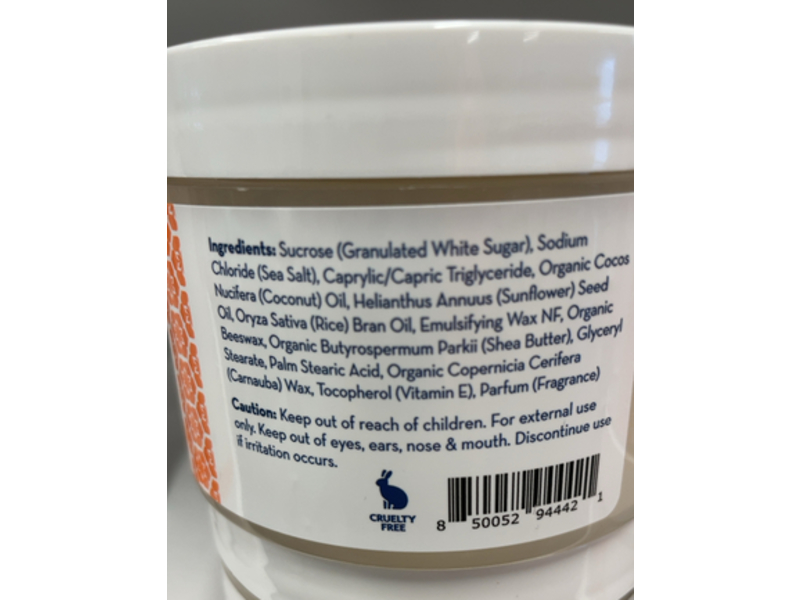 Ingredients: Sucrose (Granulated White Sugar), Sodium
Chloride (Sea Salt), Caprylic/Capric Triglyceride, Organic Cocos
Nucifera (Coconut) Oil, Helianthus Annuus (Sunflower) Seed
Oil, Oryza Sativa (Rice) Bran Oil, Emulsifying Wax NF, Organic
Beeswax, Organic Butyrospermum Parkii (Shea Butter), Glyceryl
Stearate, Palm Stearic Acid, Organic Copernicia Cerifera
(Carnauba) Wax, Tocopherol (Vitamin E), Parfum (Fragrance)
Caution: Keep out of reach of children. For external use
only. Keep out of eyes, ears, nose & mouth. Discontinue use
if irritation occurs.
CRUELTY
FREE
8 50052 94442 1